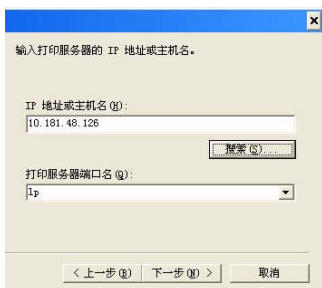 输入打印服务器的 IP 地址或主机名。
IP 地址或主机名(H):
10.181.48.126
搜索(S)...
打印服务器端口名(Q):
lp
< 上一步(B) 下一步(N) > 取消